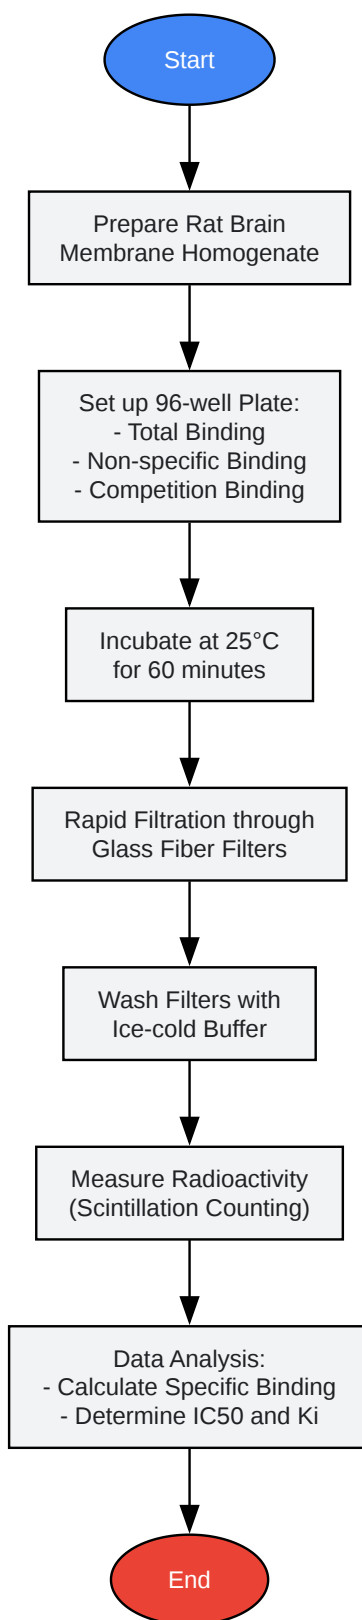 Start
Prepare Rat Brain
Membrane Homogenate
Set up 96-well Plate:
- Total Binding
- Non-specific Binding
- Competition Binding
Incubate at 25°C
for 60 minutes
Rapid Filtration through
Glass Fiber Filters
Wash Filters with
Ice-cold Buffer
Measure Radioactivity
(Scintillation Counting)
Data Analysis:
- Calculate Specific Binding
- Determine IC50 and Ki
End